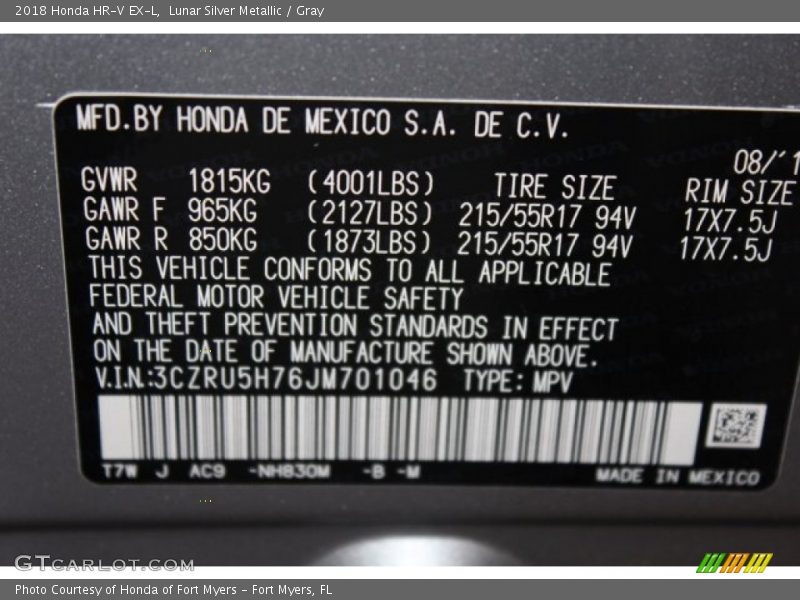 2018 Honda HR-V EX-L, Lunar Silver Metallic / Gray
MFD.BY HONDA DE MEXICO S.A. DE C.V.
08/'1
GVWR 1815KG (4001LBS) TIRE SIZE RIM SIZE
GAWR F 965KG (2127LBS) 215/55R17 94V 17X7.5J
GAWR R 850KG (1873LBS) 215/55R17 94V 17X7.5J
THIS VEHICLE CONFORMS TO ALL APPLICABLE
FEDERAL MOTOR VEHICLE SAFETY
AND THEFT PREVENTION STANDARDS IN EFFECT
ON THE DATE OF MANUFACTURE SHOWN ABOVE.
V.I.N.:3CZRU5H76JM701046 TYPE: MPV
T7W J AC9 -NH830M -B -M MADE IN MEXICO
GTCARLOT.COM
Photo Courtesy of Honda of Fort Myers - Fort Myers, FL